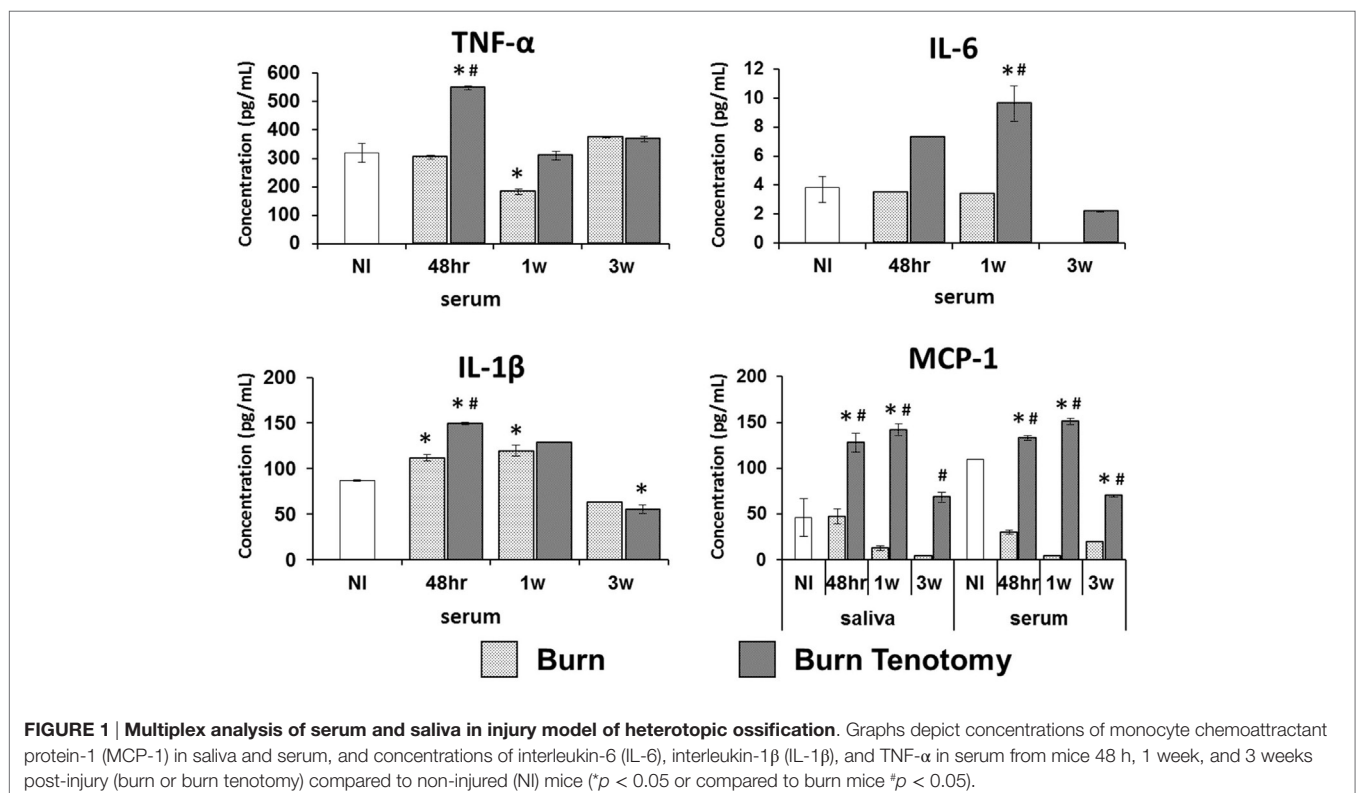 TNF-α
Concentration (pg/mL)
600
500
400
300
200
100
0
* #
*
NI 48hr 1w 3w
serum
IL-6
Concentration (pg/mL)
12
10
8
6
4
2
0
* #
NI 48hr 1w 3w
serum
IL-1β
Concentration (pg/mL)
200
150
100
50
0
* * # * *
NI 48hr 1w 3w
serum
MCP-1
Concentration (pg/mL)
200
150
100
50
0
* # * # # * # * # * #
NI 48hr 1w 3w NI 48hr 1w 3w
saliva serum
Burn Burn Tenotomy
FIGURE 1 | Multiplex analysis of serum and saliva in injury model of heterotopic ossification. Graphs depict concentrations of monocyte chemoattractant
protein-1 (MCP-1) in saliva and serum, and concentrations of interleukin-6 (IL-6), interleukin-1β (IL-1β), and TNF-α in serum from mice 48 h, 1 week, and 3 weeks
post-injury (burn or burn tenotomy) compared to non-injured (NI) mice (*p < 0.05 or compared to burn mice #p < 0.05).